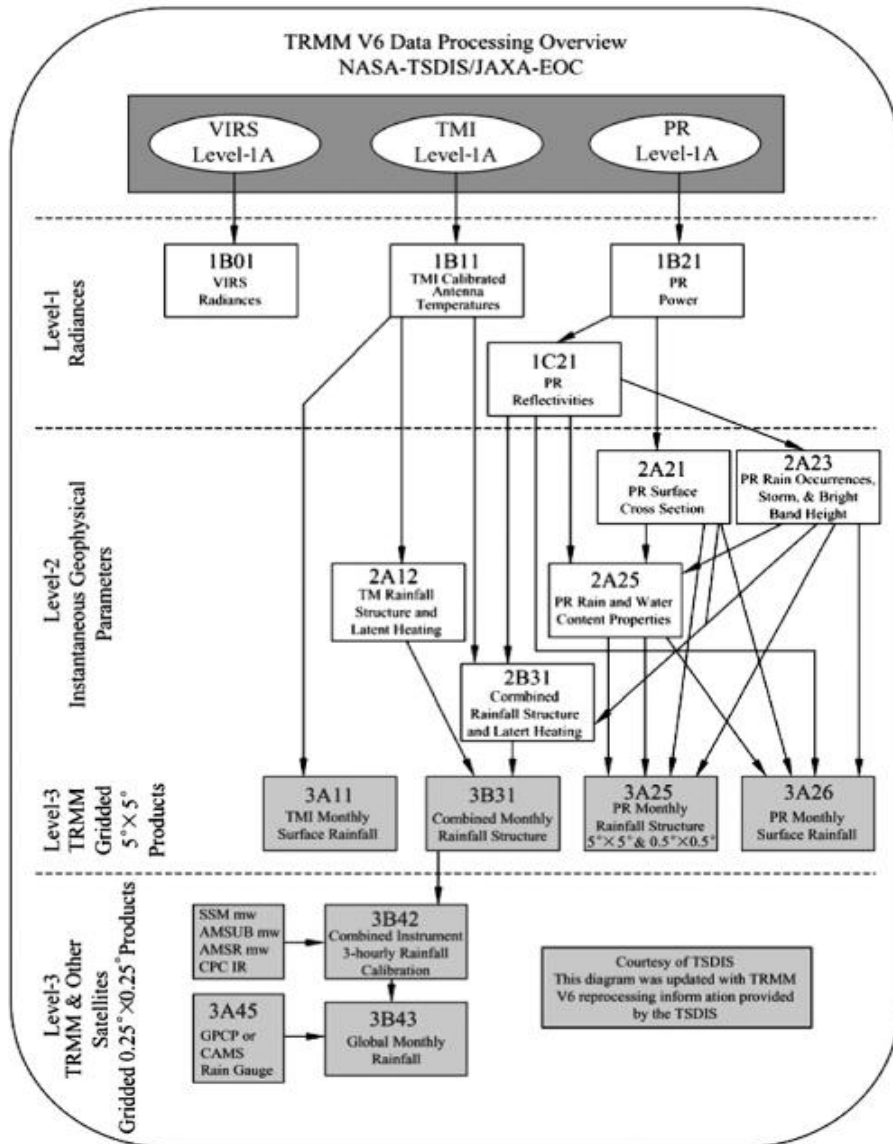 TRMM V6 Data Processing Overview
NASA-TSDIS/JAXA-EOC
VIRS
Level-1A
TMI
Level-1A
PR
Level-1A
Level-1
Radiances
1B01
VIRS
Radiances
1B11
TMI Calibrated
Antenna
Temperatures
1B21
PR
Power
1C21
PR
Reflectivities
Level-2
Instantaneous Geophysical
Parameters
2A21
PR Surface
Cross Section
2A23
PR Rain Occurrences,
Storm, & Bright
Band Height
2A12
TM Rainfall
Structure and
Latent Heating
2A25
PR Rain and Water
Content Properties
2B31
Cormbined
Rainfall Structure
and Latert Heating
Level-3
TRMM
Gridded
5°×5°
Products
3A11
TMI Monthly
Surface Rainfall
3B31
Combined Monthly
Rainfall Structure
3A25
PR Monthly
Rainfall Structure
5°×5°& 0.5°×0.5°
3A26
PR Monthly
Surface Rainfall
Level-3
TRMM & Other
Satellites
Gridded 0.25°×0.25°Products
SSM mw
AMSUB mw
AMSR mw
CPC IR
3B42
Combined Instrument
3-hourly Rainfall
Calibration
3A45
GPCP or
CAMS
Rain Gauge
3B43
Global Monthly
Rainfall
Courtesy of TSDIS
This diagram was updated with TRMM
V6 reprocessing inform ation provided
by the TSDIS